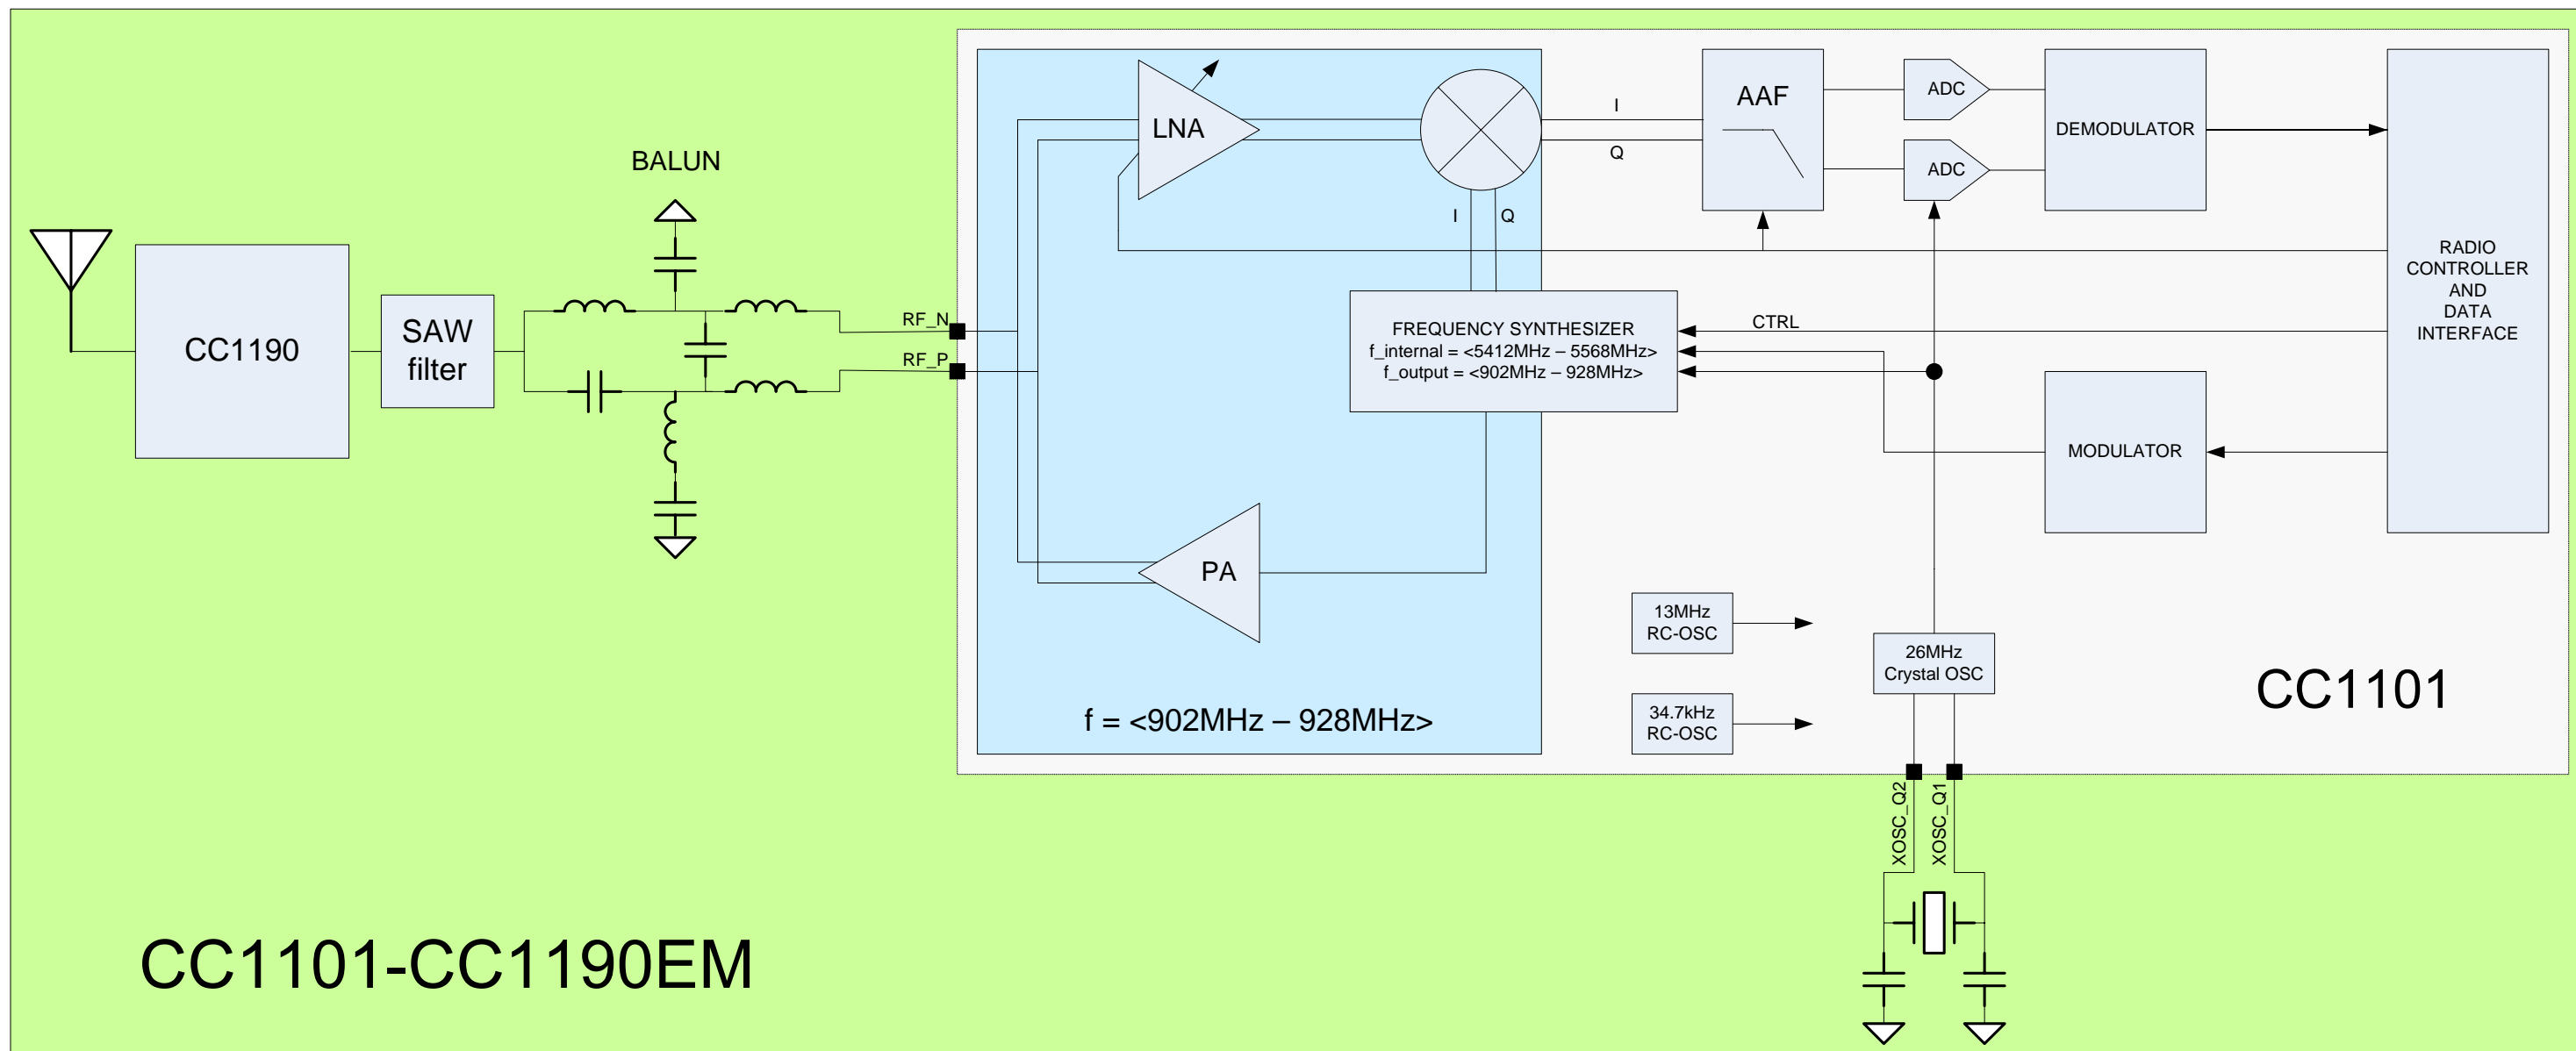 BALUN
CC1190
SAW
filter
RF_N
RF_P
LNA
I
Q
I
Q
AAF
ADC
ADC
DEMODULATOR
RADIO
CONTROLLER
AND
DATA
INTERFACE
FREQUENCY SYNTHESIZER
f_internal = <5412MHz – 5568MHz>
f_output = <902MHz – 928MHz>
CTRL
MODULATOR
PA
13MHz
RC-OSC
34.7kHz
RC-OSC
26MHz
Crystal OSC
f = <902MHz – 928MHz>
CC1101
XOSC_Q2
XOSC_Q1
CC1101-CC1190EM